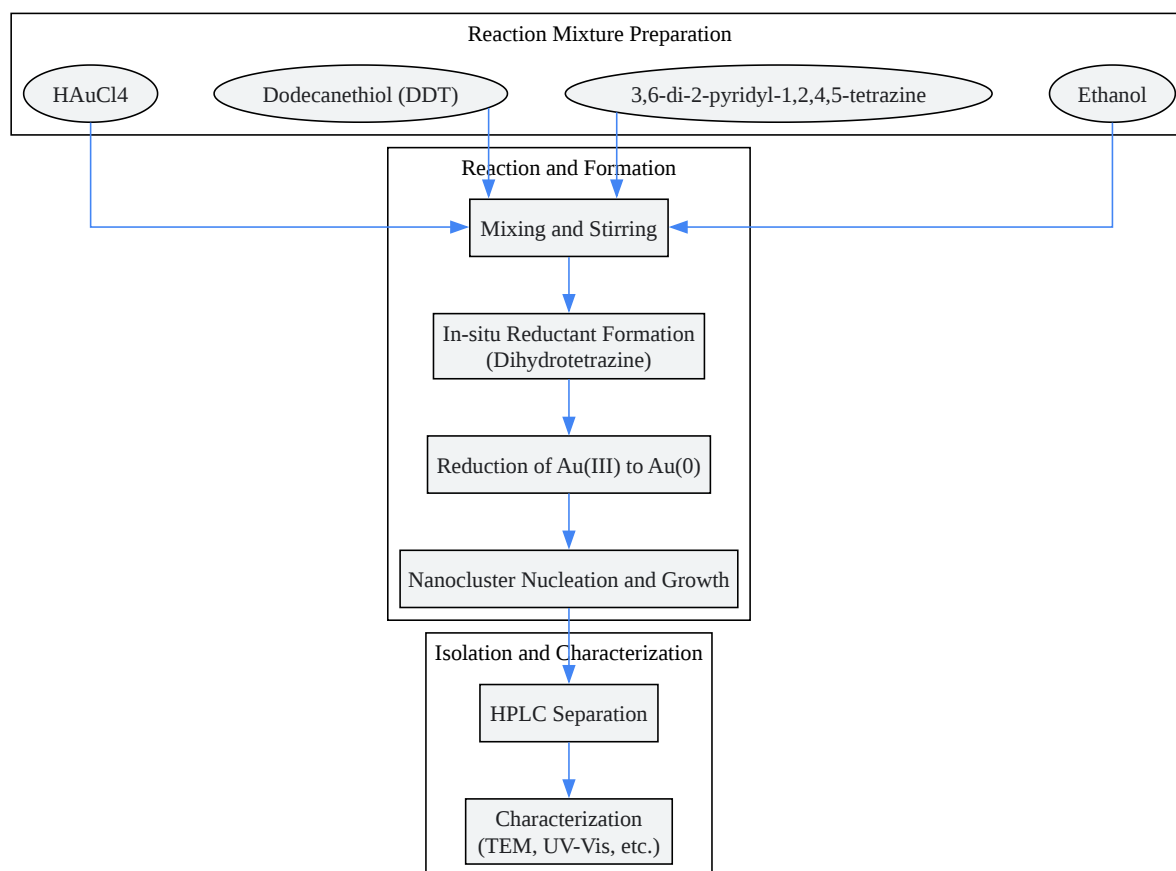 Reaction Mixture Preparation
HAuCl4
Dodecanethiol (DDT)
3,6-di-2-pyridyl-1,2,4,5-tetrazine
Ethanol
Reaction and Formation
Mixing and Stirring
In-situ Reductant Formation
(Dihydrotetrazine)
Reduction of Au(III) to Au(0)
Nanocluster Nucleation and Growth
Isolation and Characterization
HPLC Separation
Characterization
(TEM, UV-Vis, etc.)